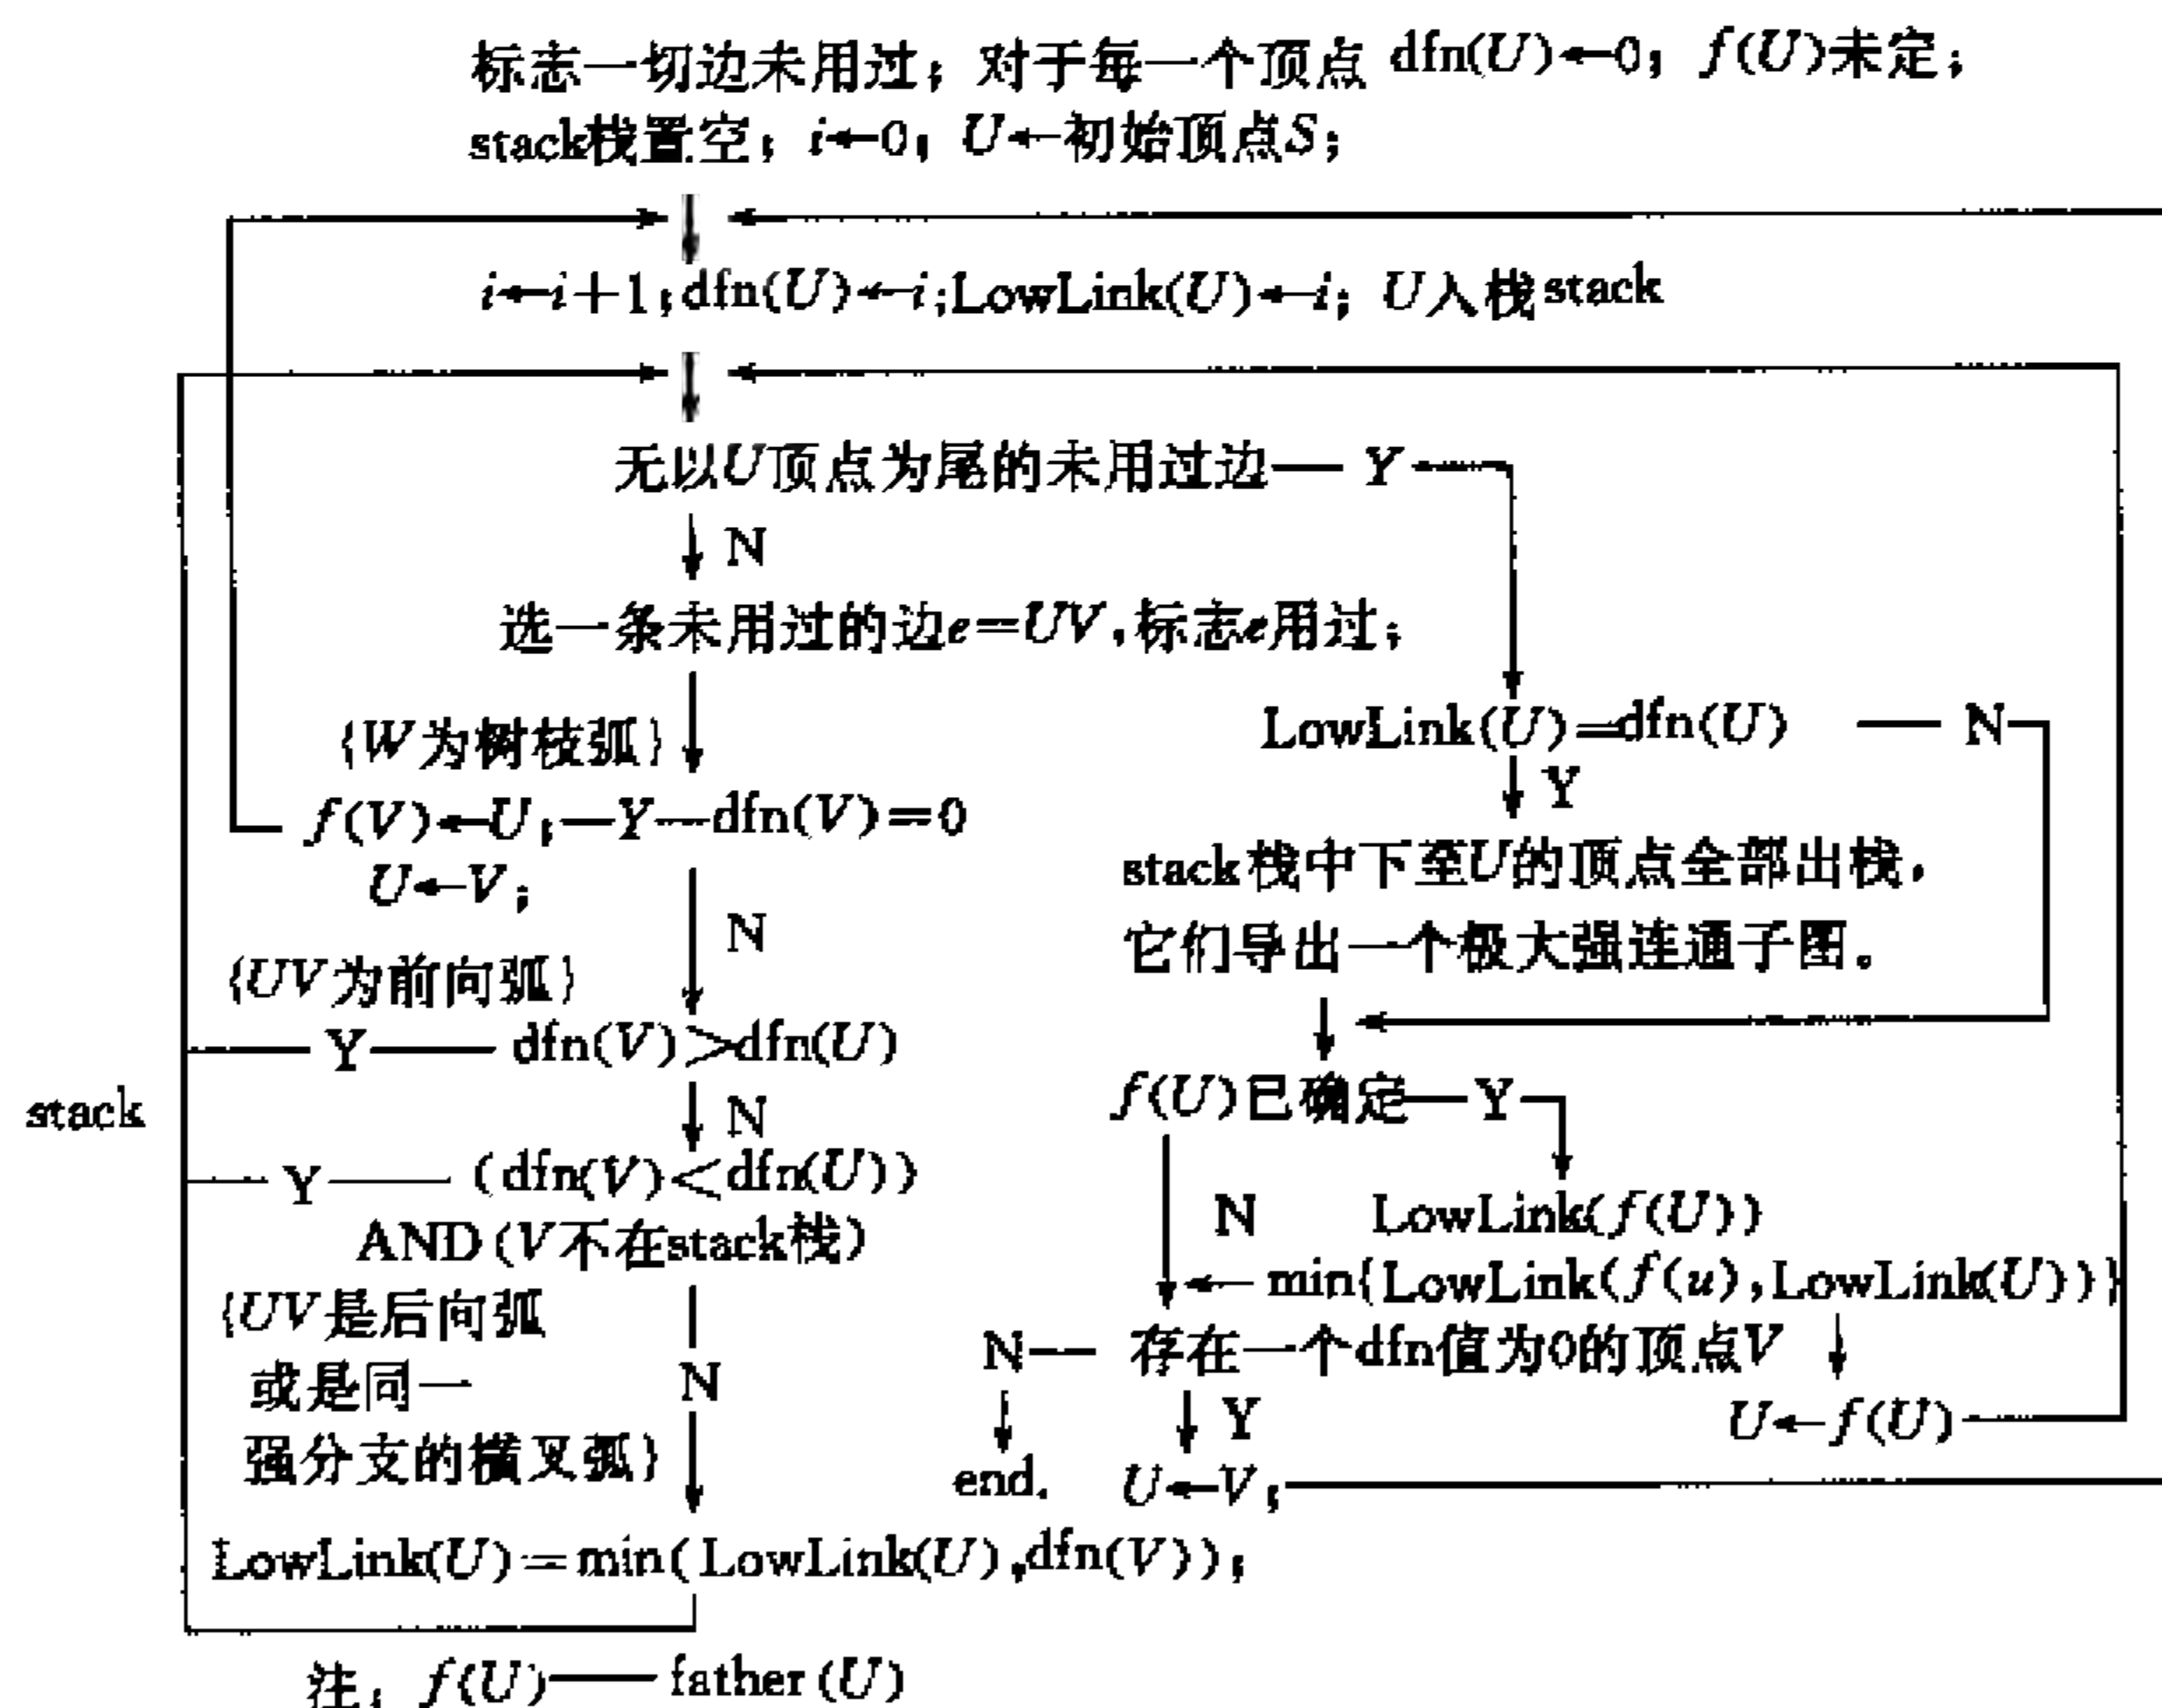 标志一切边未用过；对于每一个顶点 dfn(U)←0；f(U)未定；
stack栈置空；i←0；U←初始顶点S；
i←i+1;dfn(U)←i;LowLink(U)←i；U入栈stack
无以U顶点为尾的未用过边 Y
N
选一条未用过的边e=UV,标志e用过；
{W为树枝弧}
f(V)←U；Y dfn(V)=0
U←V；
N
{UV为前向弧}
Y dfn(V)>dfn(U)
N
stack
Y (dfn(V)<dfn(U))
AND(V不在stack栈)
{UV是后向弧
或是同一
强分支的横叉弧}
N
LowLink(U)=min(LowLink(U),dfn(V))；
LowLink(U)=dfn(U) N
Y
stack栈中下至U的顶点全部出栈，
它们导出一个极大强连通子图。
f(U)已确定 Y
N
LowLink(f(U))
←min{LowLink(f(u),LowLink(U))}
N 存在一个dfn值为0的顶点V
Y
U←f(U)
end. U←V；
注：f(U)——father(U)